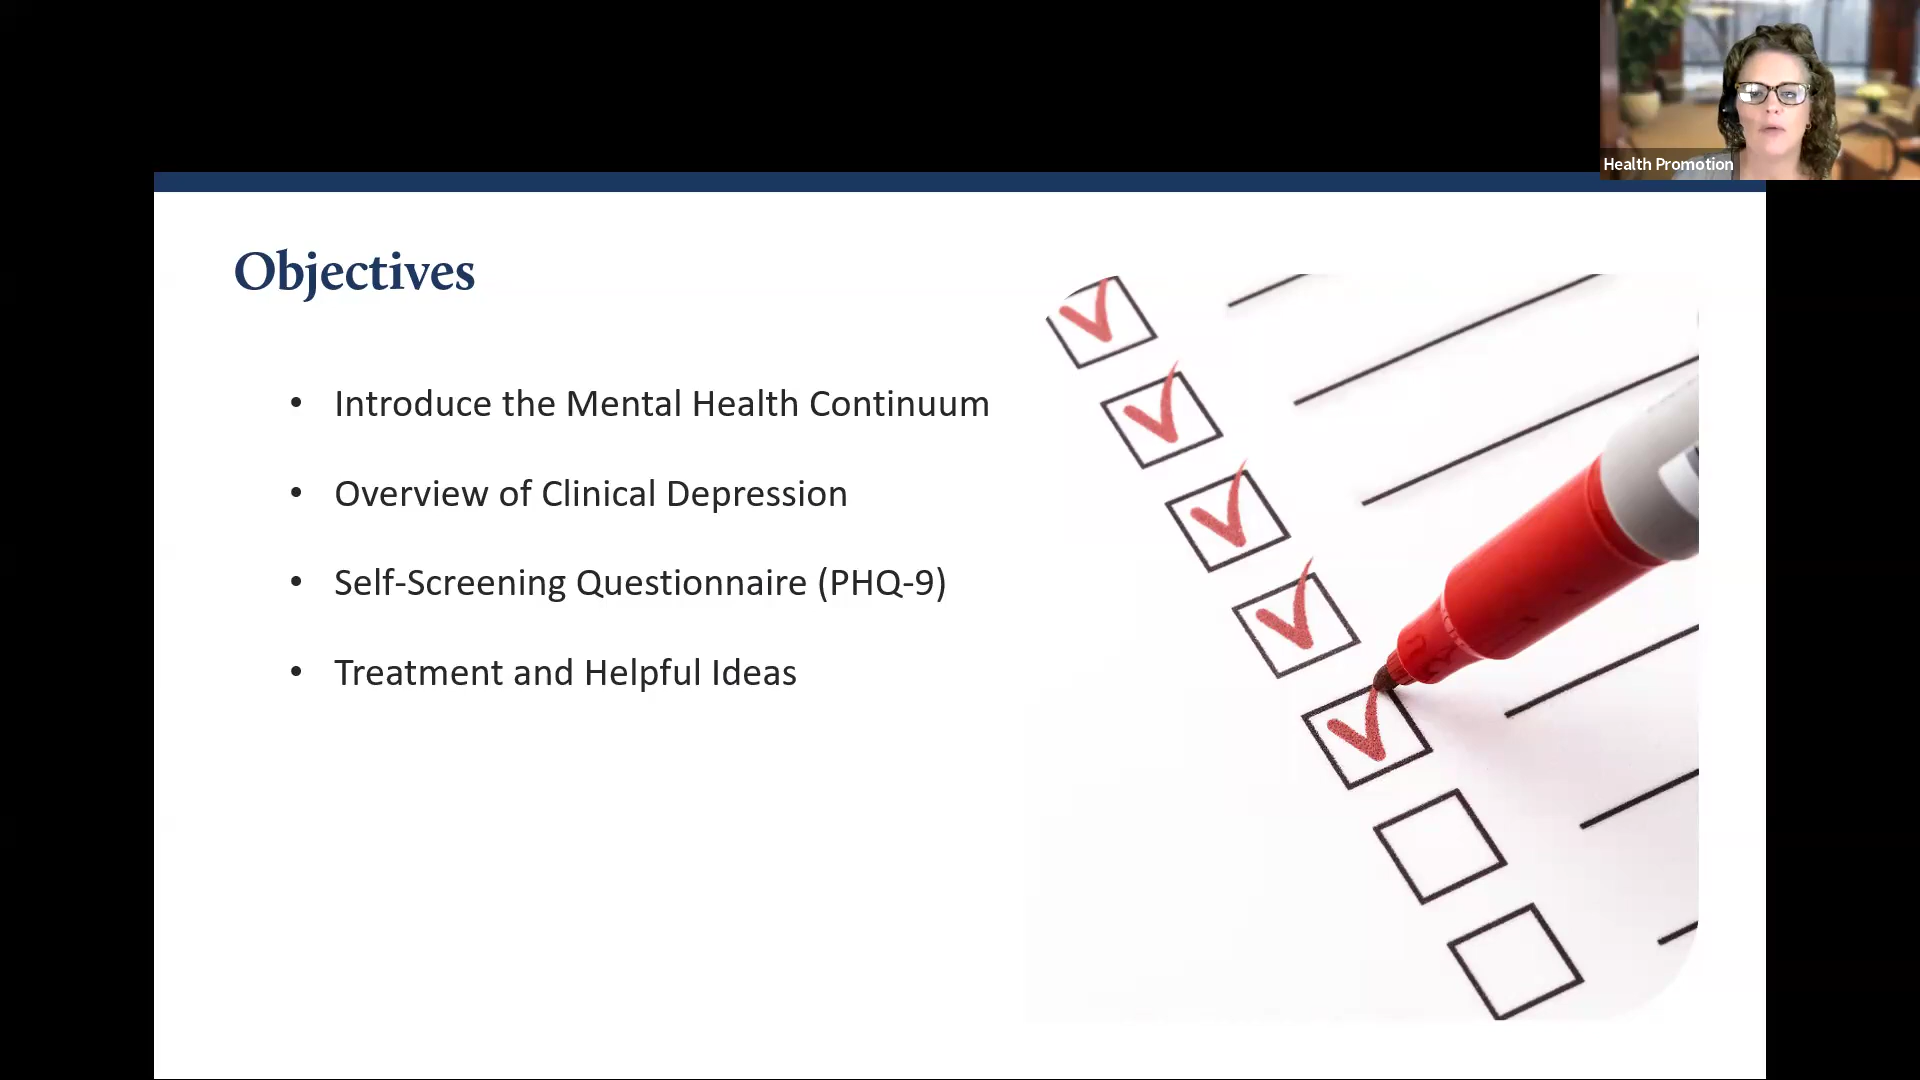 Health Promotion
Objectives
• Introduce the Mental Health Continuum
• Overview of Clinical Depression
• Self-Screening Questionnaire (PHQ-9)
• Treatment and Helpful Ideas